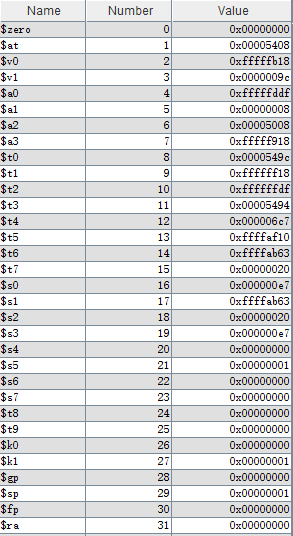 Name Number Value
$zero 0 0x00000000
$at 1 0x00005408
$v0 2 0xfffffb18
$v1 3 0x0000009c
$a0 4 0xfffffddf
$a1 5 0x00000008
$a2 6 0x00005008
$a3 7 0xfffff918
$t0 8 0x0000549c
$t1 9 0xffffff18
$t2 10 0xffffffdf
$t3 11 0x00005494
$t4 12 0x000006c7
$t5 13 0xffffaf10
$t6 14 0xffffab63
$t7 15 0x00000020
$s0 16 0x000000e7
$s1 17 0xffffab63
$s2 18 0x00000020
$s3 19 0x000000e7
$s4 20 0x00000000
$s5 21 0x00000001
$s6 22 0x00000000
$s7 23 0x00000000
$t8 24 0x00000000
$t9 25 0x00000000
$k0 26 0x00000000
$k1 27 0x00000001
$gp 28 0x00000000
$sp 29 0x00000001
$fp 30 0x00000000
$ra 31 0x00000000